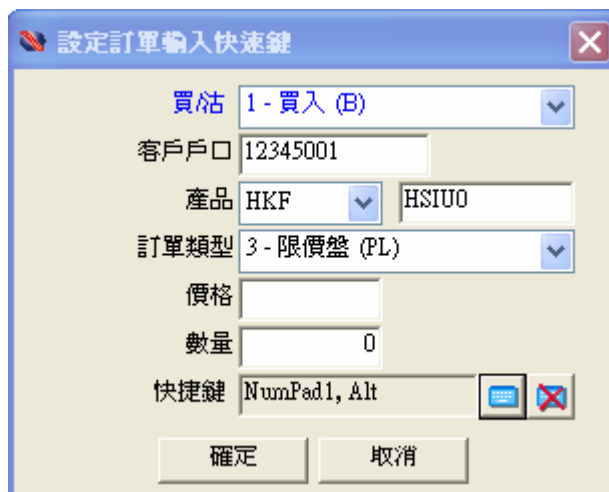 設定訂單輸入快速鍵
買/沽 1 - 買入 (B)
客戶戶口 12345001
產品 HKF HSIU0
訂單類型 3 - 限價盤 (PL)
價格
數量 0
快捷鍵 NumPad1, Alt
確定 取消